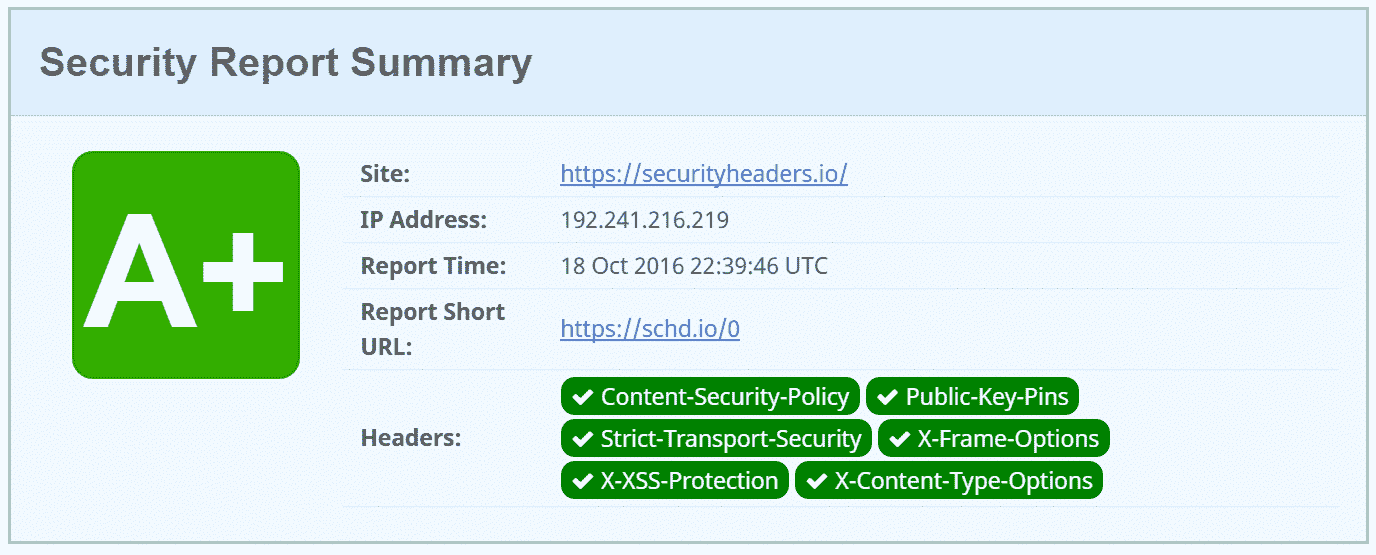 Security Report Summary
A+
Site: https://securityheaders.io/
IP Address: 192.241.216.219
Report Time: 18 Oct 2016 22:39:46 UTC
Report Short
URL: https://schd.io/0
Headers:
Content-Security-Policy Public-Key-Pins
Strict-Transport-Security X-Frame-Options
X-XSS-Protection X-Content-Type-Options